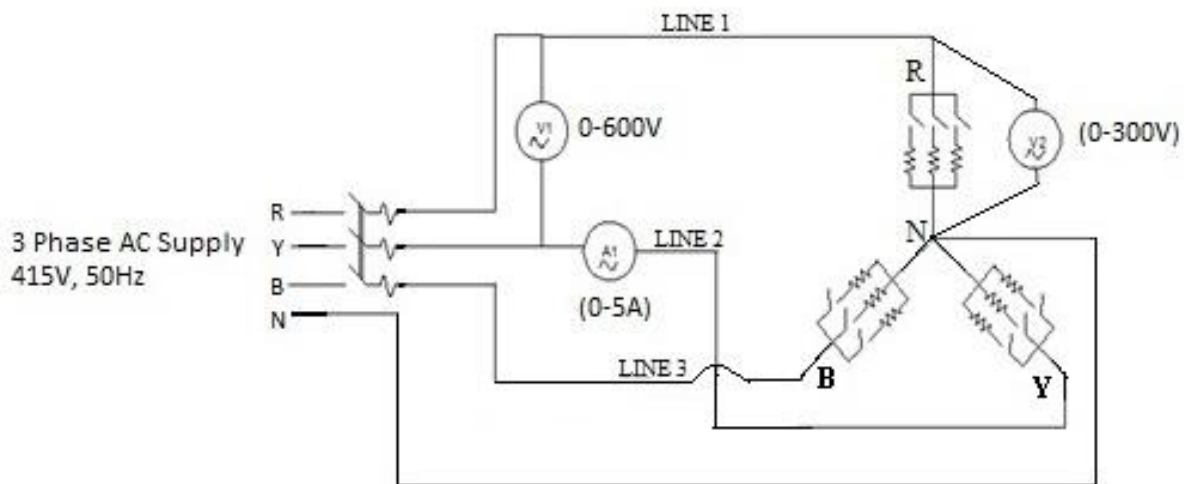 LINE 1
R
V1
0-600V
V2
(0-300V)
R
3 Phase AC Supply
415V, 50Hz
Y
B
N
A1
LINE 2
(0-5A)
N
LINE 3
B
Y